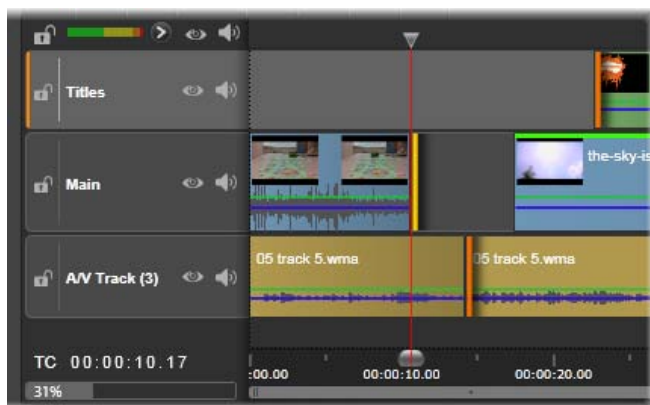 Titles
the-sky-is
Main
05 track 5.wma
05 track 5.wma
A/V Track (3)
TC 00:00:10.17
:00.00
00:00:10.00
00:00:20.00
31%